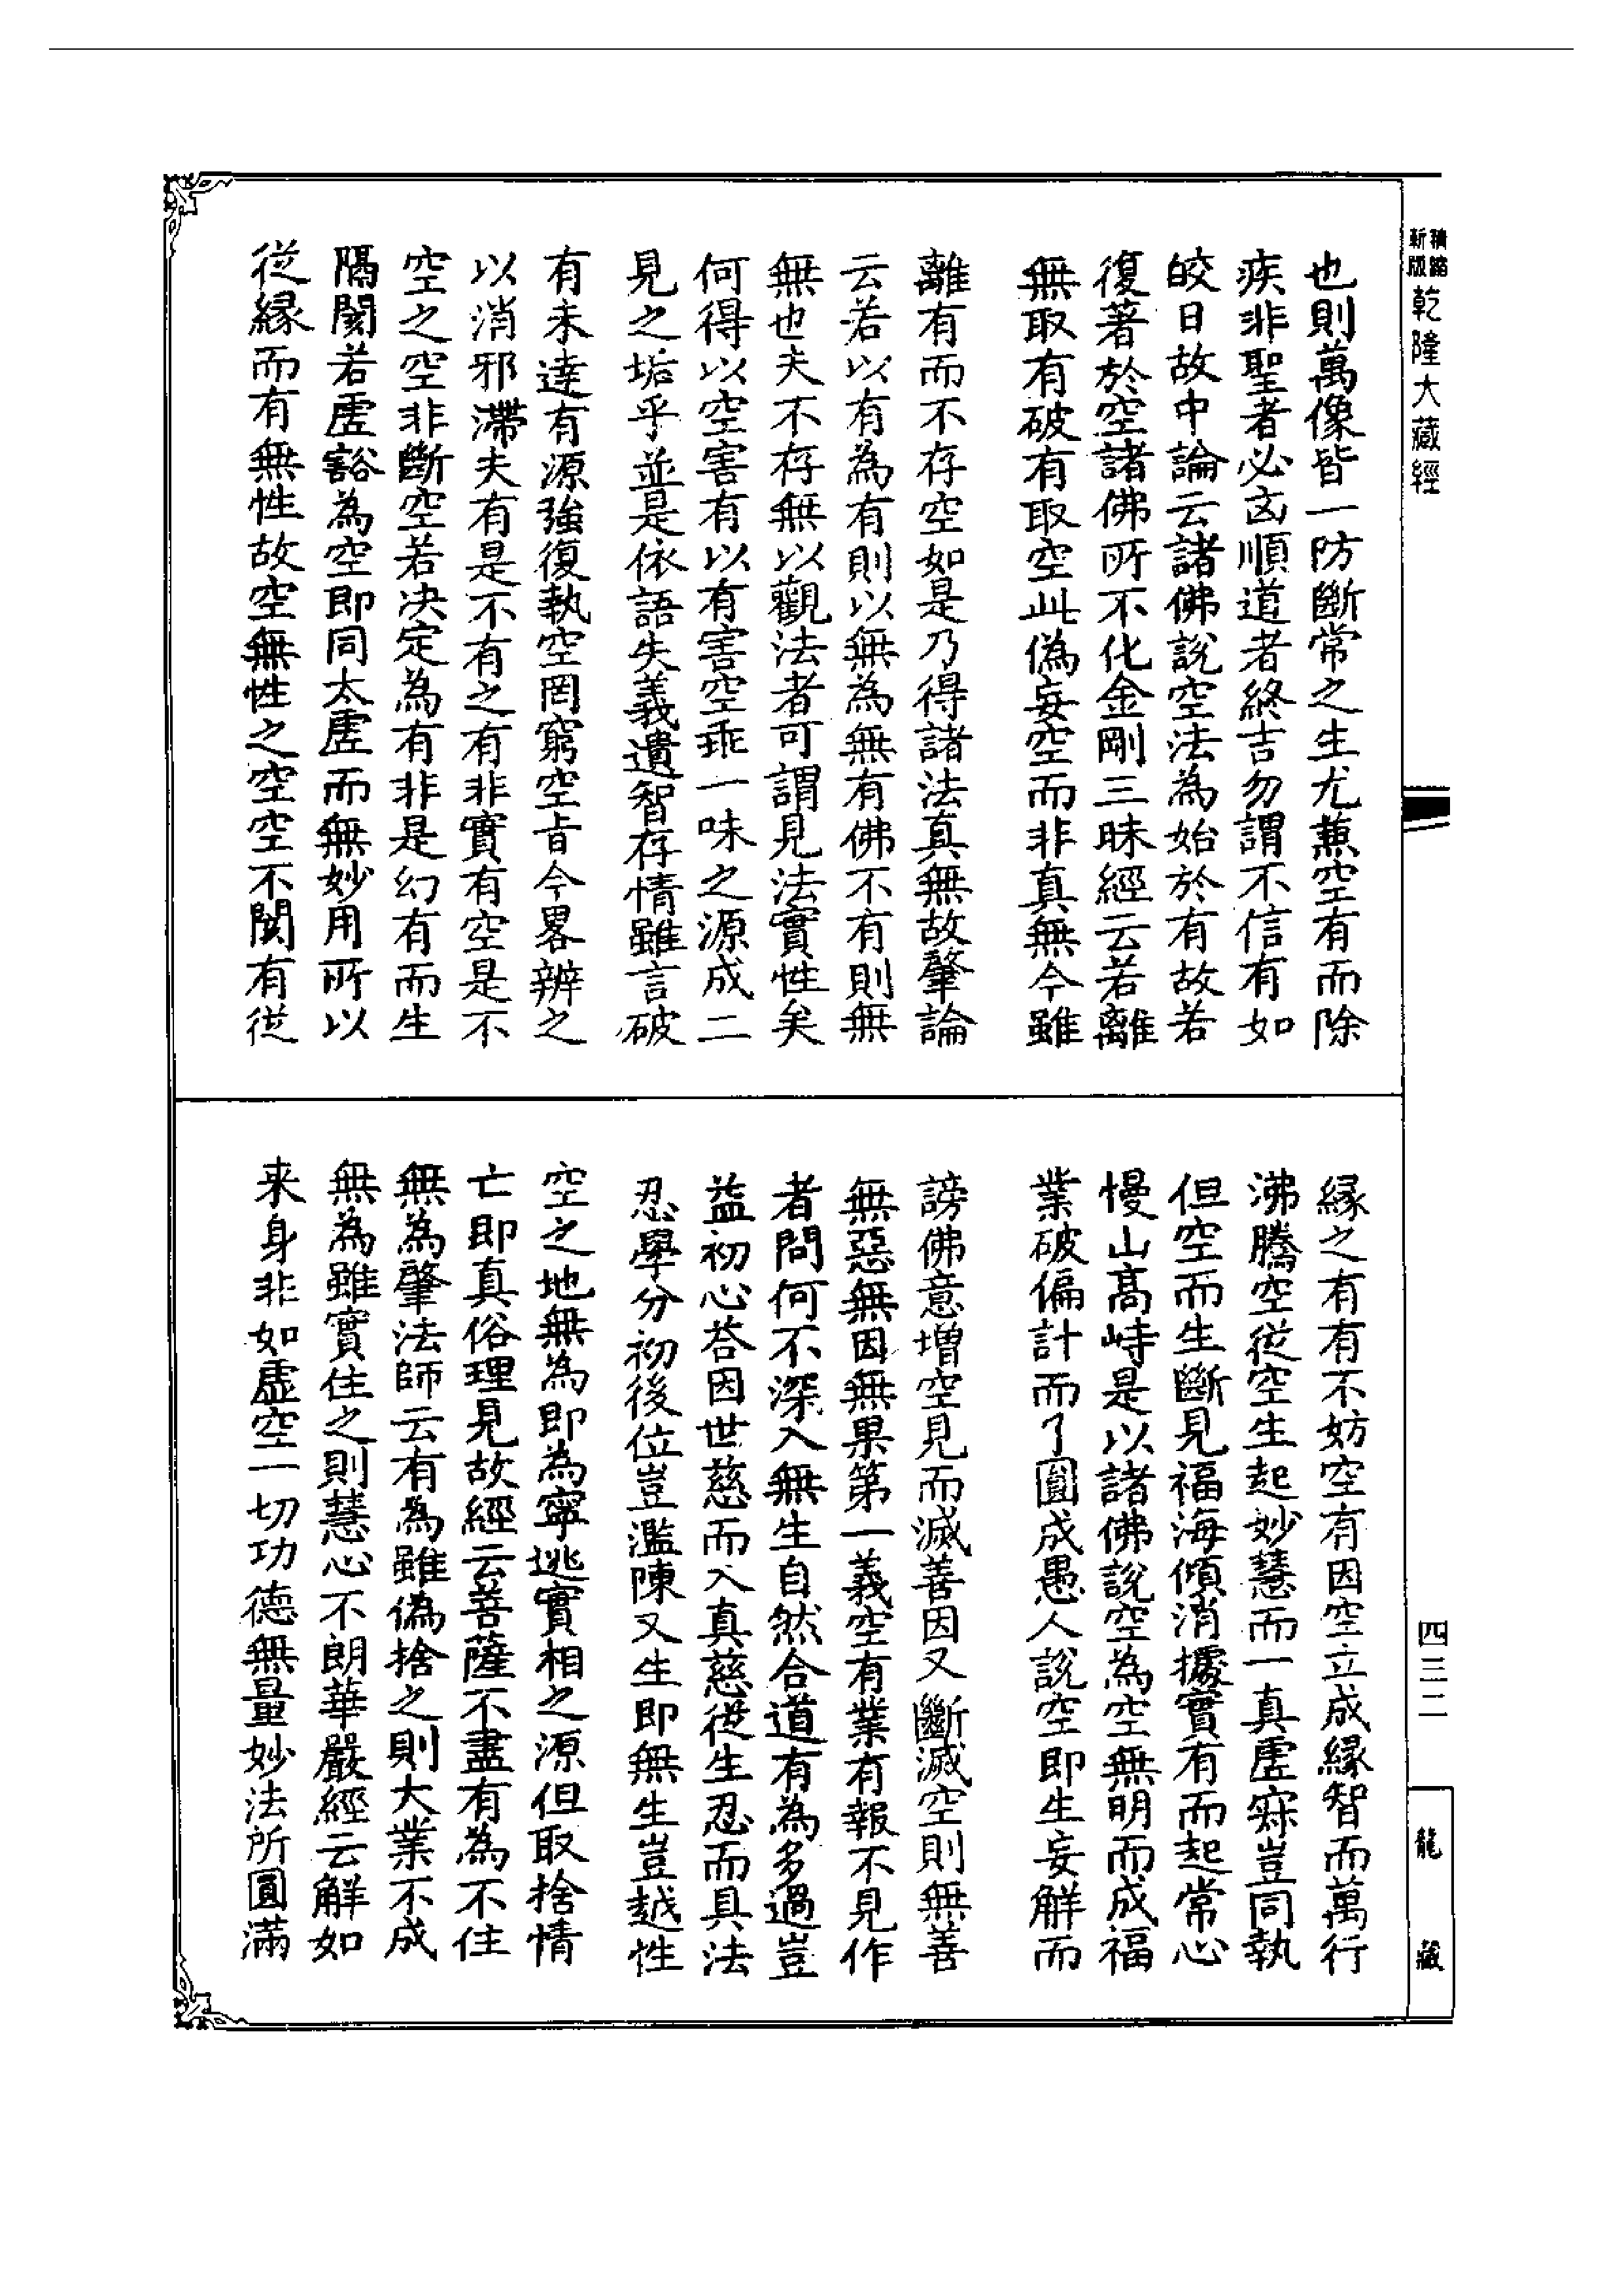 精縮
新版
乾隆大藏經
也則萬像皆一防斷常之生尤兼空有而除
疾非聖者必凶順道者終吉勿謂不信有如
皎日故中論云諸佛說空法為始於有故若
復著於空諸佛所不化金剛三昧經云若離
無取有破有取空此偽妄空而非真無今雖
離有而不存空如是乃得諸法真無故肇論
云若以有為有則以無為無有佛不有則無
無也夫不存無以觀法者可謂見法實性矣
何得以空害有以有害空乖一味之源成二
見之垢乎並是依語失義遺智存情雖言破
有未達有源強復執空罔窮空旨今畧辨之
以消邪滯夫有是不有之有非實有空是不
空之空非斷空若决定為有非是幻有而生
隔閡若虛豁為空即同太虛而無妙用所以
從緣而有無性故空無性之空空不閡有從
緣之有有不妨空有因空立成緣智而萬行
沸騰空從空生起妙慧而一真虛寂豈同執
但空而生斷見福海傾消據實有而起常心
慢山髙峙是以諸佛說空為空無明而成福
業破偏計而了圓成愚人說空即生妄解而
謗佛意增空見而滅善因又斷滅空則無善
無惡無因無果第一義空有業有報不見作
者問何不深入無生自然合道有為多過豈
益初心荅因世慈而入真慈從生忍而具法
忍學分初後位豈濫陳又生即無生豈越性
空之地無為即為寧逃實相之源但取捨情
亡即真俗理見故經云菩薩不盡有為不住
無為肇法師云有為雖偽捨之則大業不成
無為雖實住之則慧心不朗華嚴經云解如
来身非如虛空一切功德無量妙法所圓滿
四三二
龍藏